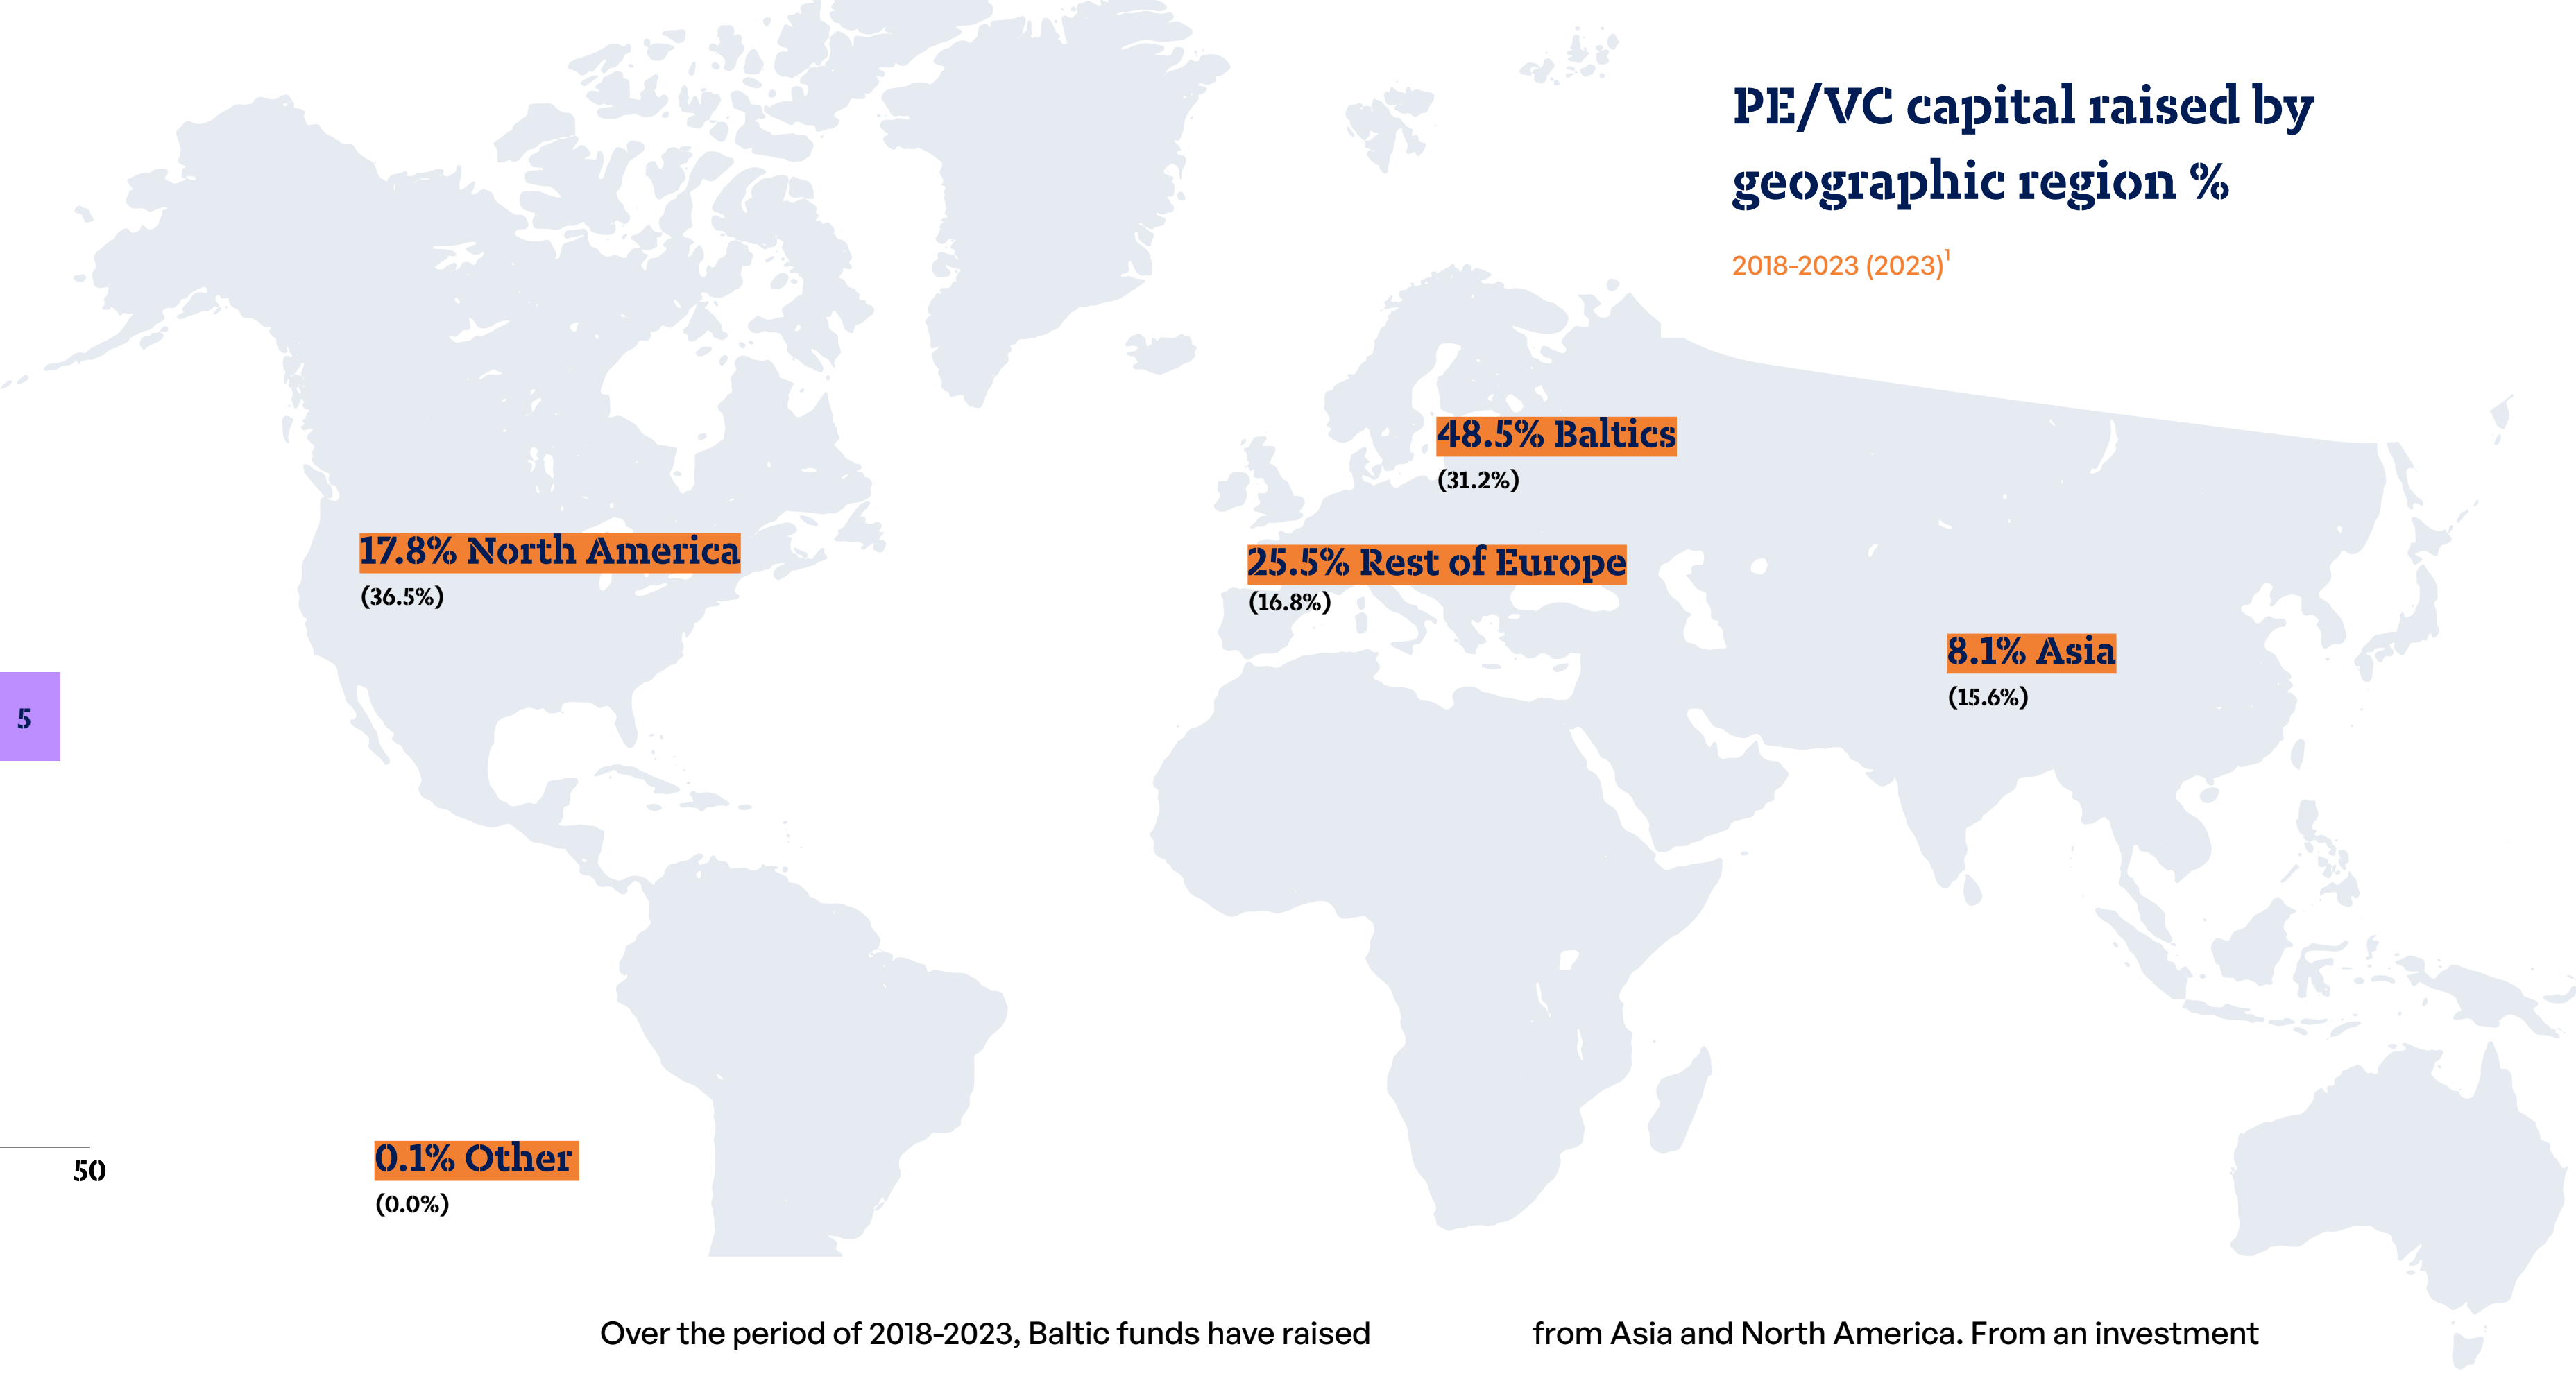 PE/VC capital raised by
geographic region %
2018-2023 (2023)¹
48.5% Baltics
(31.2%)
17.8% North America
(36.5%)
25.5% Rest of Europe
(16.8%)
8.1% Asia
(15.6%)
5
50
0.1% Other
(0.0%)
Over the period of 2018-2023, Baltic funds have raised
from Asia and North America. From an investment